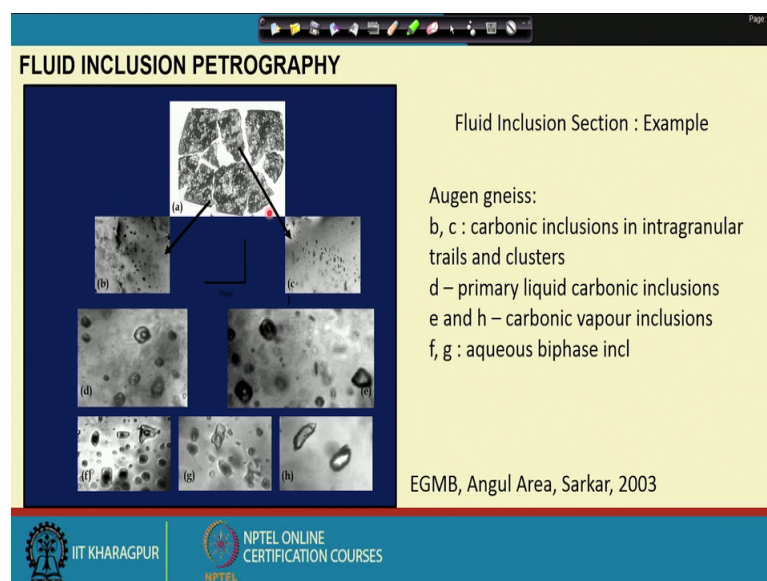 Page
FLUID INCLUSION PETROGRAPHY
(a)
(b)
(c)
(d)
(e)
(f)
(g)
(h)
Fluid Inclusion Section : Example
Augen gneiss:
b, c : carbonic inclusions in intragranular
trails and clusters
d – primary liquid carbonic inclusions
e and h – carbonic vapour inclusions
f, g : aqueous biphase incl
EGMB, Angul Area, Sarkar, 2003
IIT KHARAGPUR
NPTEL ONLINE
CERTIFICATION COURSES
NPTEL